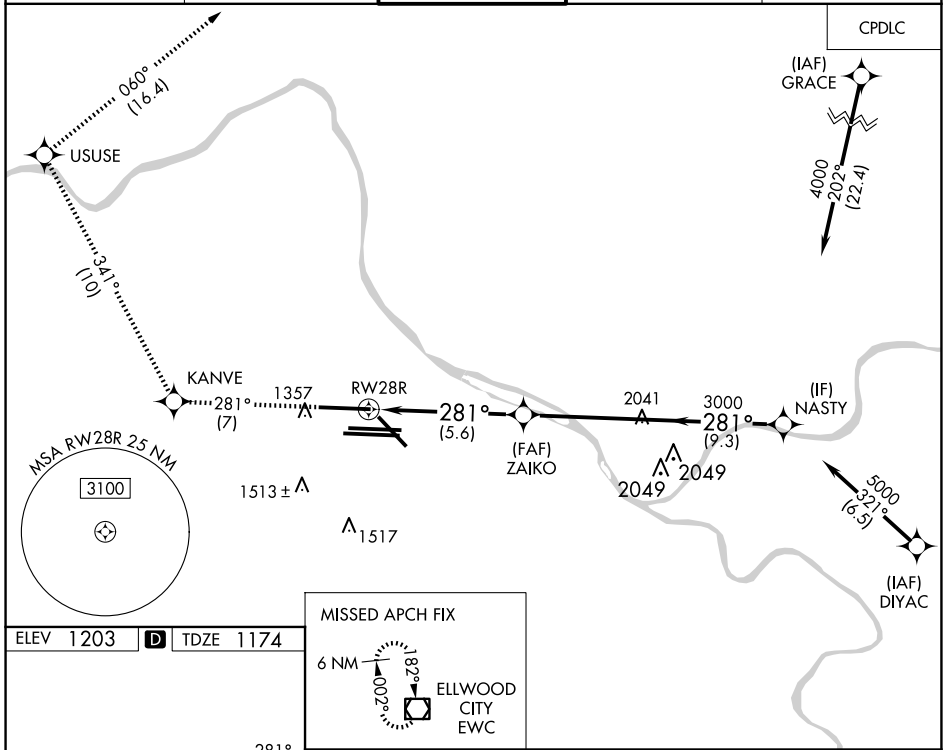 CPDLC
(IAF)
GRACE
060°
(16.4)
USUSE
4000
202°
(22.4)
341°
(10)
KANVE
281°
(7)
1357
RW28R
281°
(5.6)
(FAF)
ZAIKO
2041
3000
281°
(9.3)
(IF)
NASTY
2049
2049
MSA RW28R 25 NM
3100
1513 ±
1517
5000
321°
(6.5)
(IAF)
DIYAC
ELEV 1203 D TDZE 1174
MISSED APCH FIX
6 NM
182°
002°
ELLWOOD
CITY
EWC
281°